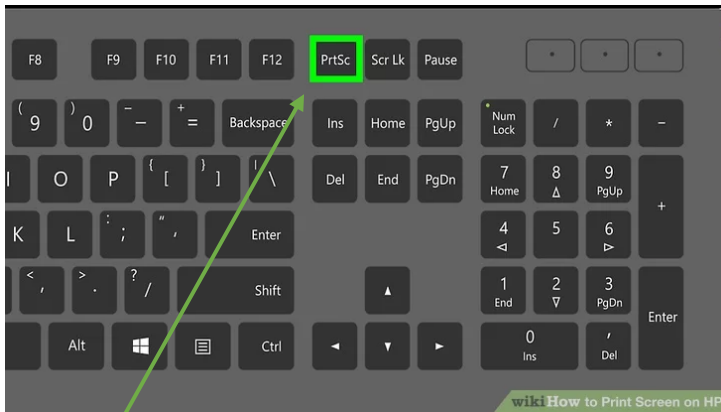 F8 F9 F10 F11 F12 PrtSc Scr Lk Pause
( 9 ) 0 – – + = Backspace Ins Home PgUp Num Lock / * –
I O P { [ } ] | \ Del End PgDn 7 Home 8 9 PgUp +
K L : ; " ' Enter 4 5 6
< , > . ? / Shift 1 End 2 3 PgDn Enter
Alt Ctrl 0 Ins ' Del
wikiHow to Print Screen on HP